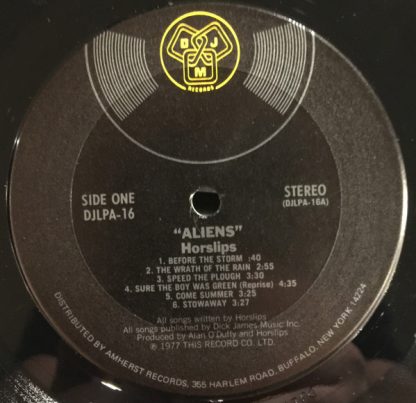 DJM
RECORDS
SIDE ONE
DJLPA-16
STEREO
(DJLPA-16A)
"ALIENS"
Horslips
1. BEFORE THE STORM :40
2. THE WRATH OF THE RAIN 2:55
3. SPEED THE PLOUGH 3:30
4. SURE THE BOY WAS GREEN (Reprise) 4:35
5. COME SUMMER 3:25
6. STOWAWAY 3:27
All songs written by Horslips
All songs published by Dick James Music Inc.
Produced by Alan O'Duffy and Horslips
℗ 1977 THIS RECORD CO. LTD.
DISTRIBUTED BY AMHERST RECORDS, 355 HARLEM ROAD, BUFFALO, NEW YORK 14224